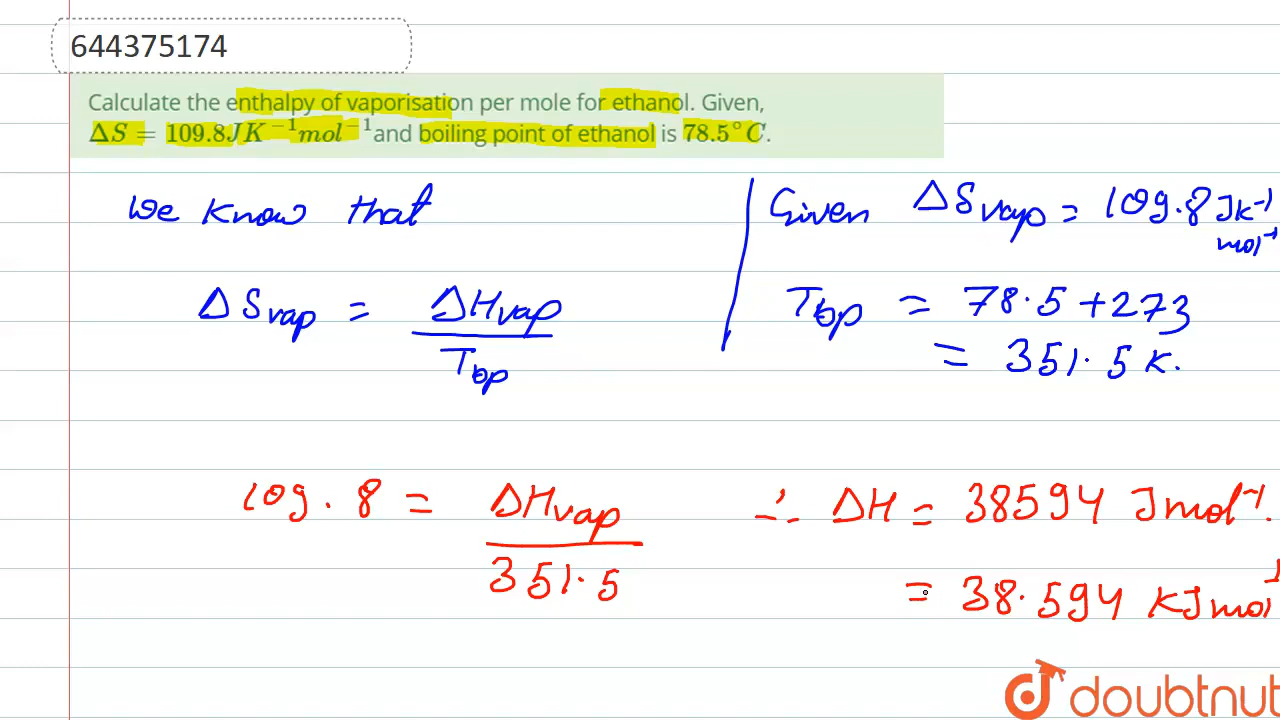 644375174
Calculate the enthalpy of vaporisation per mole for ethanol. Given,
ΔS = 109.8JK⁻¹mol⁻¹ and boiling point of ethanol is 78.5°C.
We know that
ΔSvap = ΔHvap / Tbp
Given ΔSvap = 109.8 Jk⁻¹
mol⁻¹
Tbp = 78.5 + 273
= 351.5 K.
109.8 = ΔHvap / 351.5
∴ ΔH = 38594 Jmol⁻¹.
= 38.594 KJmol⁻¹
doubtnut